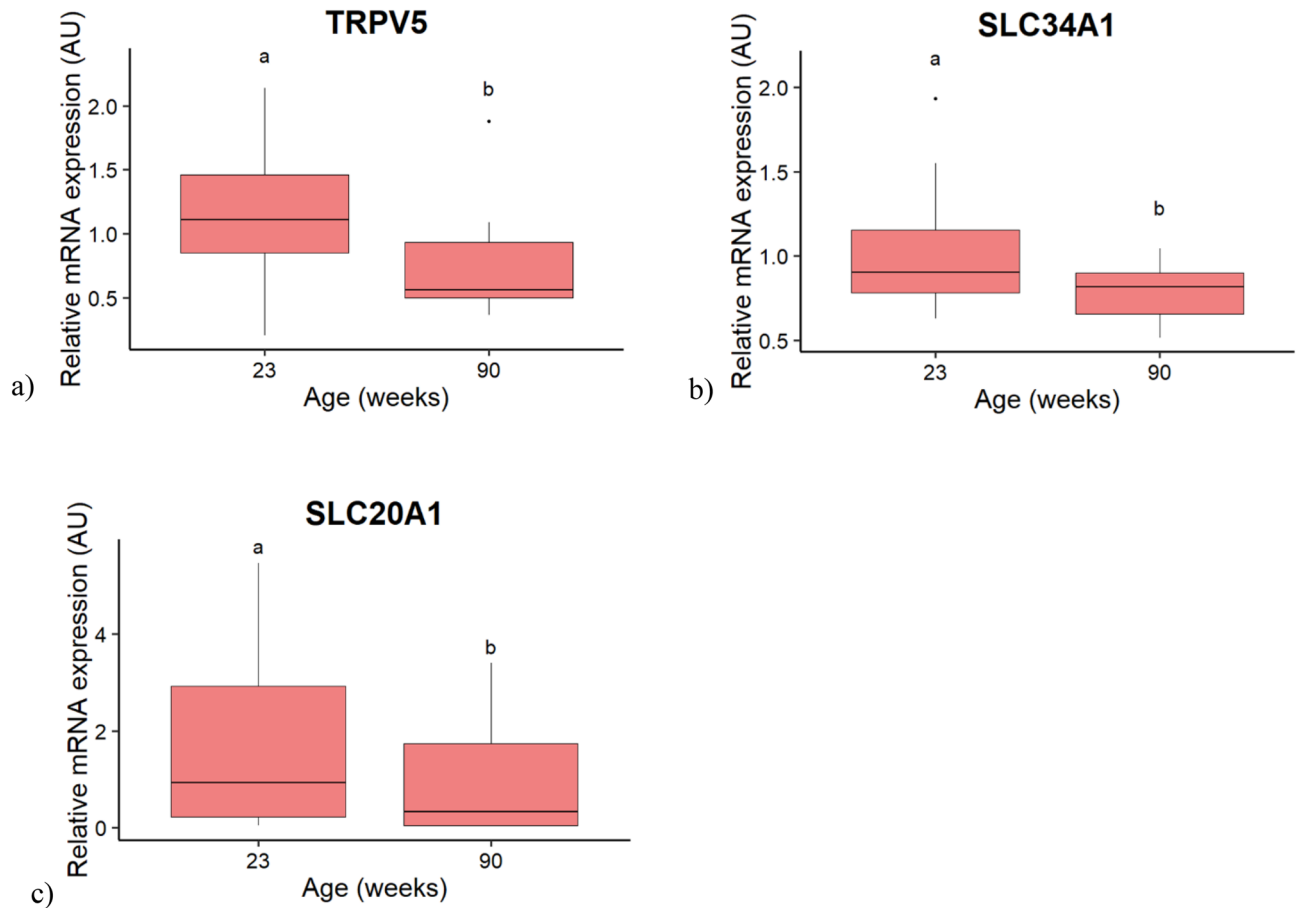 TRPV5
Relative mRNA expression (AU)
2.0
1.5
1.0
0.5
a
b
23
90
Age (weeks)
a)
SLC34A1
Relative mRNA expression (AU)
2.0
1.5
1.0
0.5
a
b
23
90
Age (weeks)
b)
SLC20A1
Relative mRNA expression (AU)
4
2
0
a
b
23
90
Age (weeks)
c)